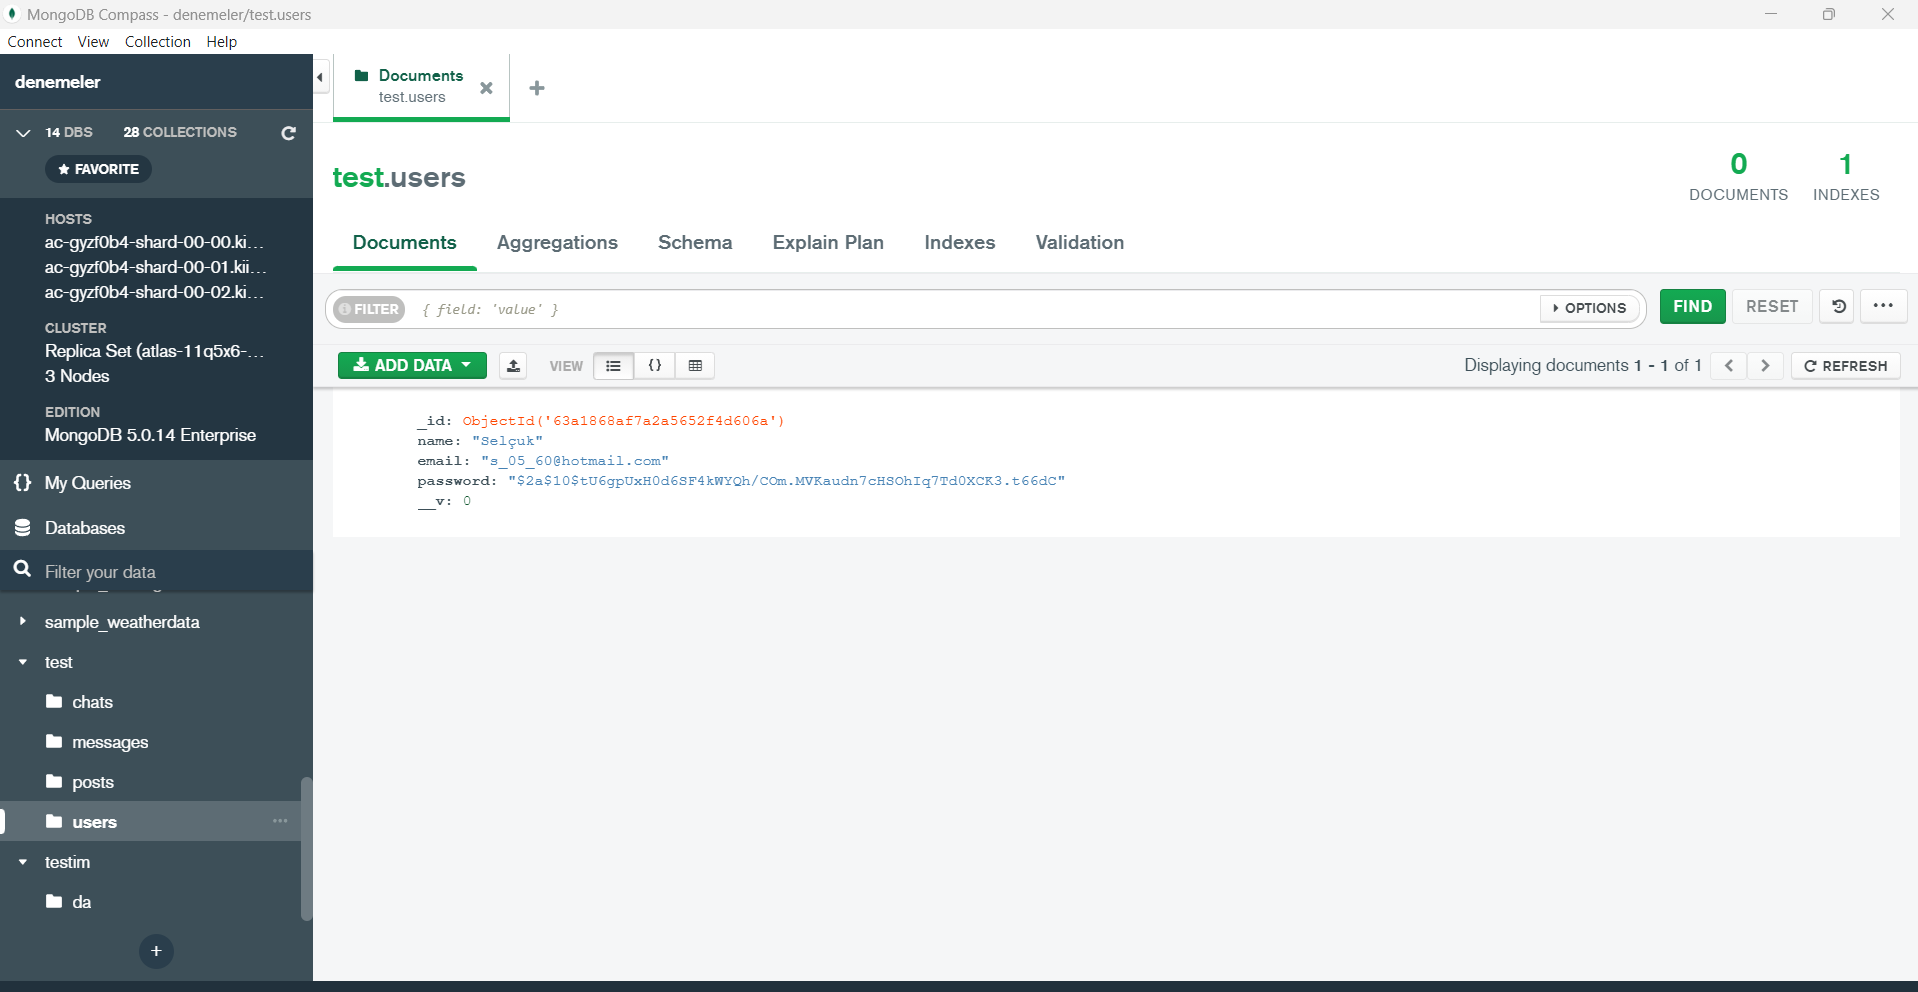 MongoDB Compass - denemeler/test.users
Connect View Collection Help
denemeler
14 DBS 28 COLLECTIONS
FAVORITE
HOSTS
ac-gyzf0b4-shard-00-00.ki...
ac-gyzf0b4-shard-00-01.kii...
ac-gyzf0b4-shard-00-02.ki...
CLUSTER
Replica Set (atlas-11q5x6-...
3 Nodes
EDITION
MongoDB 5.0.14 Enterprise
{} My Queries
Databases
Filter your data
sample_weatherdata
test
chats
messages
posts
users ...
testim
da
+
Documents
test.users
+
test.users
0
DOCUMENTS
1
INDEXES
Documents Aggregations Schema Explain Plan Indexes Validation
FILTER { field: 'value' } OPTIONS FIND RESET ...
ADD DATA VIEW {} Displaying documents 1 - 1 of 1 REFRESH
_id: ObjectId('63a1868af7a2a5652f4d606a')
name: "Selçuk"
email: "s_05_60@hotmail.com"
password: "$2a$10$tU6gpUxH0d6SF4kWYQh/COm.MVKaudn7cHSOhIq7Td0XCK3.t66dC"
__v: 0